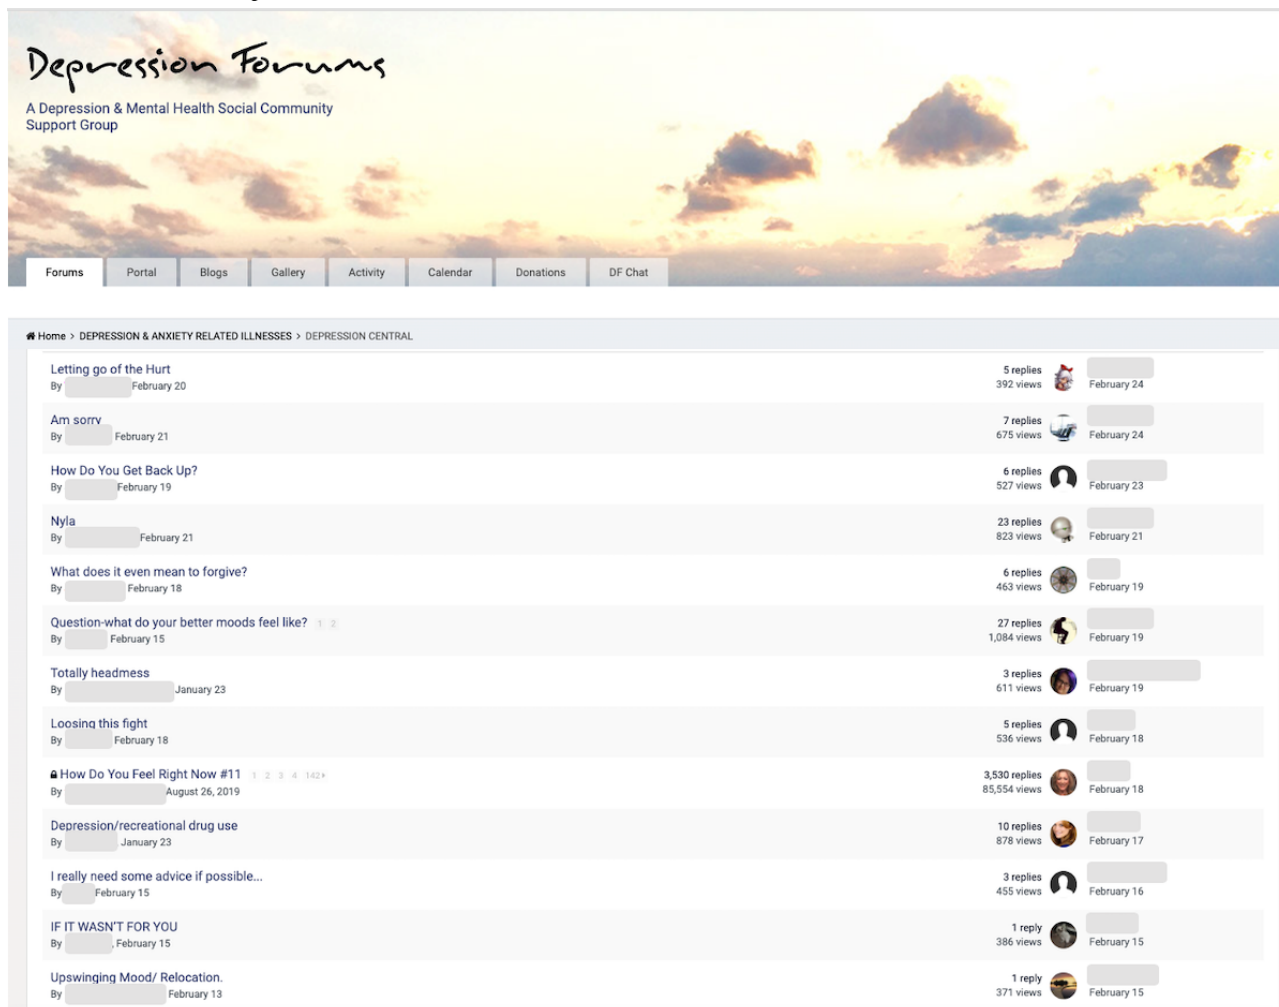 Depression Forums
A Depression & Mental Health Social Community
Support Group
Forums Portal Blogs Gallery Activity Calendar Donations DF Chat
Home > DEPRESSION & ANXIETY RELATED ILLNESSES > DEPRESSION CENTRAL
Letting go of the Hurt 5 replies
By February 20 392 views February 24
Am sorry 7 replies
By February 21 675 views February 24
How Do You Get Back Up? 6 replies
By February 19 527 views February 23
Nyla 23 replies
By February 21 823 views February 21
What does it even mean to forgive? 6 replies
By February 18 463 views February 19
Question-what do your better moods feel like? 1 2 27 replies
By February 15 1,084 views February 19
Totally headmess 3 replies
By January 23 611 views February 19
Loosing this fight 5 replies
By February 18 536 views February 18
How Do You Feel Right Now #11 1 2 3 4 142 3,530 replies
By August 26, 2019 85,554 views February 18
Depression/recreational drug use 10 replies
By January 23 878 views February 17
I really need some advice if possible... 3 replies
By February 15 455 views February 16
IF IT WASN'T FOR YOU 1 reply
By , February 15 386 views February 15
Upswinging Mood/ Relocation. 1 reply
By February 13 371 views February 15